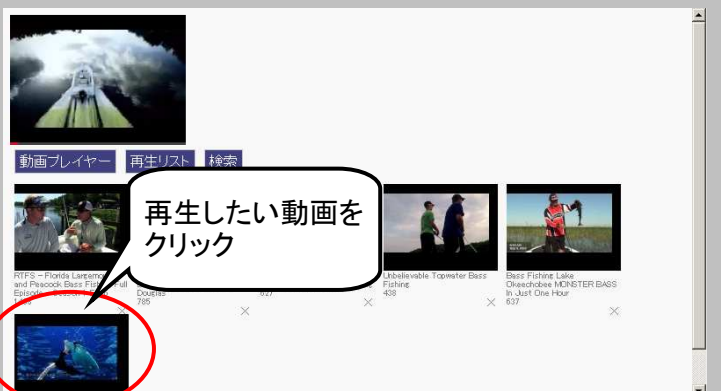 動画プレイヤー 再生リスト 検索
再生したい動画を
クリック
RTFS - Florida
and Peacock Bass Full
Douglas
785
627
Unbelievable Topwater Bass
Fishing
438
Bass Fishing Lake
Okeechobee MONSTER BASS
In Just One Hour
637